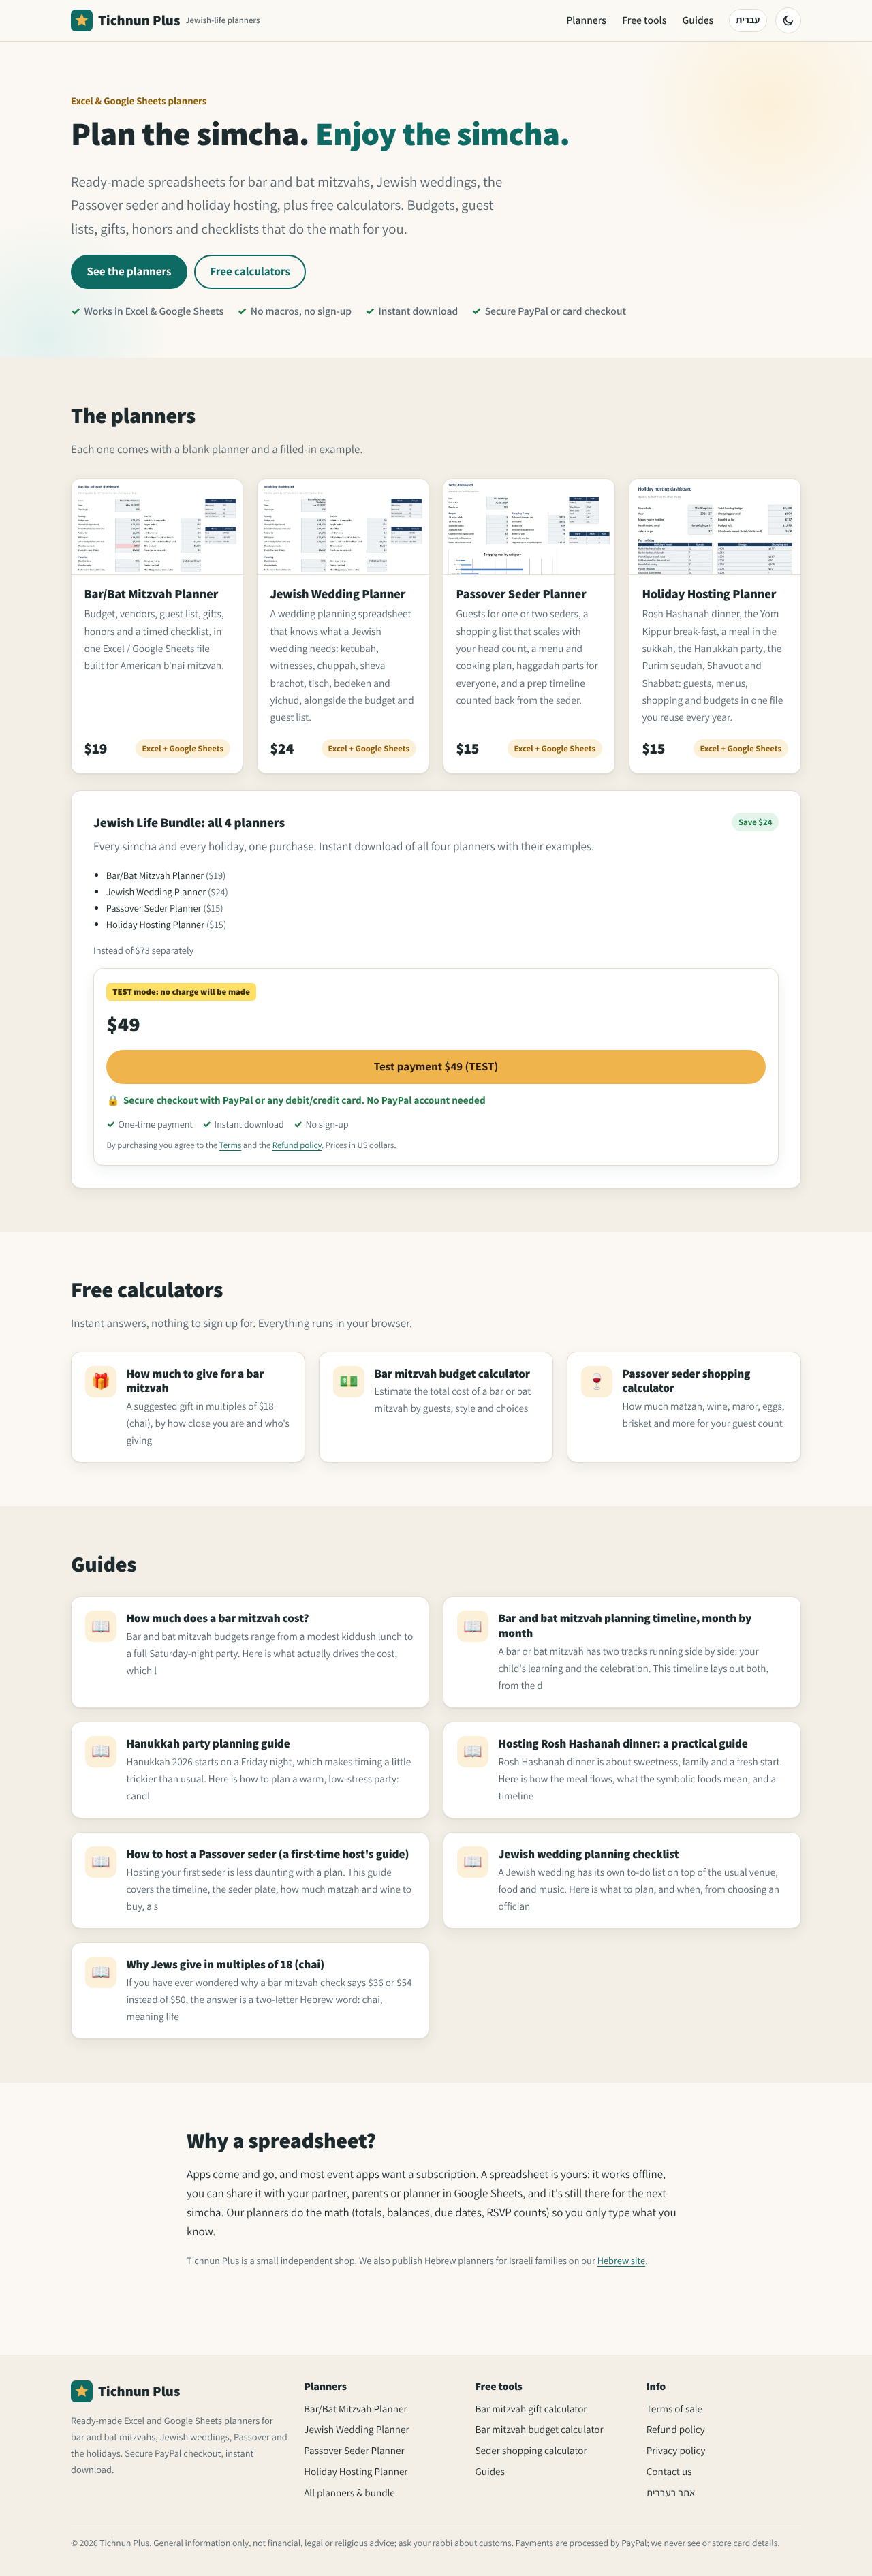 Tichnun Plus Jewish-life planners
Planners Free tools Guides עברית
Excel & Google Sheets planners
Plan the simcha. Enjoy the simcha.
Ready-made spreadsheets for bar and bat mitzvahs, Jewish weddings, the
Passover seder and holiday hosting, plus free calculators. Budgets, guest
lists, gifts, honors and checklists that do the math for you.
See the planners Free calculators
Works in Excel & Google Sheets No macros, no sign-up Instant download Secure PayPal or card checkout
The planners
Each one comes with a blank planner and a filled-in example.
Bar/Bat Mitzvah dashboard
Holiday hosting dashboard
Bar/Bat Mitzvah Planner
Budget, vendors, guest list, gifts,
honors and a timed checklist, in
one Excel / Google Sheets file
built for American b'nai mitzvah.
$19 Excel + Google Sheets
Jewish Wedding Planner
A wedding planning spreadsheet
that knows what a Jewish
wedding needs: ketubah,
witnesses, chuppah, sheva
brachot, tisch, bedeken and
yichud, alongside the budget and
guest list.
$24 Excel + Google Sheets
Passover Seder Planner
Guests for one or two seders, a
shopping list that scales with
your head count, a menu and
cooking plan, haggadah parts for
everyone, and a prep timeline
counted back from the seder.
$15 Excel + Google Sheets
Holiday Hosting Planner
Rosh Hashanah dinner, the Yom
Kippur break-fast, a meal in the
sukkah, the Hanukkah party, the
Purim seudah, Shavuot and
Shabbat: guests, menus,
shopping and budgets in one file
you reuse every year.
$15 Excel + Google Sheets
Jewish Life Bundle: all 4 planners Save $24
Every simcha and every holiday, one purchase. Instant download of all four planners with their examples.
Bar/Bat Mitzvah Planner ($19)
Jewish Wedding Planner ($24)
Passover Seder Planner ($15)
Holiday Hosting Planner ($15)
Instead of $73 separately
TEST mode: no charge will be made
$49
Test payment $49 (TEST)
Secure checkout with PayPal or any debit/credit card. No PayPal account needed
One-time payment Instant download No sign-up
By purchasing you agree to the Terms and the Refund policy. Prices in US dollars.
Free calculators
Instant answers, nothing to sign up for. Everything runs in your browser.
How much to give for a bar
mitzvah
A suggested gift in multiples of $18
(chai), by how close you are and who's
giving
Bar mitzvah budget calculator
Estimate the total cost of a bar or bat
mitzvah by guests, style and choices
Passover seder shopping
calculator
How much matzah, wine, maror, eggs,
brisket and more for your guest count
Guides
How much does a bar mitzvah cost?
Bar and bat mitzvah budgets range from a modest kiddush lunch to
a full Saturday-night party. Here is what actually drives the cost,
which l
Bar and bat mitzvah planning timeline, month by
month
A bar or bat mitzvah has two tracks running side by side: your
child's learning and the celebration. This timeline lays out both,
from the d
Hanukkah party planning guide
Hanukkah 2026 starts on a Friday night, which makes timing a little
trickier than usual. Here is how to plan a warm, low-stress party:
candl
Hosting Rosh Hashanah dinner: a practical guide
Rosh Hashanah dinner is about sweetness, family and a fresh start.
Here is how the meal flows, what the symbolic foods mean, and a
timeline
How to host a Passover seder (a first-time host's guide)
Hosting your first seder is less daunting with a plan. This guide
covers the timeline, the seder plate, how much matzah and wine to
buy, a s
Jewish wedding planning checklist
A Jewish wedding has its own to-do list on top of the usual venue,
food and music. Here is what to plan, and when, from choosing an
offician
Why Jews give in multiples of 18 (chai)
If you have ever wondered why a bar mitzvah check says $36 or $54
instead of $50, the answer is a two-letter Hebrew word: chai,
meaning life
Why a spreadsheet?
Apps come and go, and most event apps want a subscription. A spreadsheet is yours: it works offline,
you can share it with your partner, parents or planner in Google Sheets, and it's still there for the next
simcha. Our planners do the math (totals, balances, due dates, RSVP counts) so you only type what you
know.
Tichnun Plus is a small independent shop. We also publish Hebrew planners for Israeli families on our Hebrew site.
Tichnun Plus
Ready-made Excel and Google Sheets planners for
bar and bat mitzvahs, Jewish weddings, Passover and
the holidays. Secure PayPal checkout, instant
download.
Planners
Bar/Bat Mitzvah Planner
Jewish Wedding Planner
Passover Seder Planner
Holiday Hosting Planner
All planners & bundle
Free tools
Bar mitzvah gift calculator
Bar mitzvah budget calculator
Seder shopping calculator
Guides
Info
Terms of sale
Refund policy
Privacy policy
Contact us
אתר בעברית
© 2026 Tichnun Plus. General information only, not financial, legal or religious advice; ask your rabbi about customs. Payments are processed by PayPal; we never see or store card details.